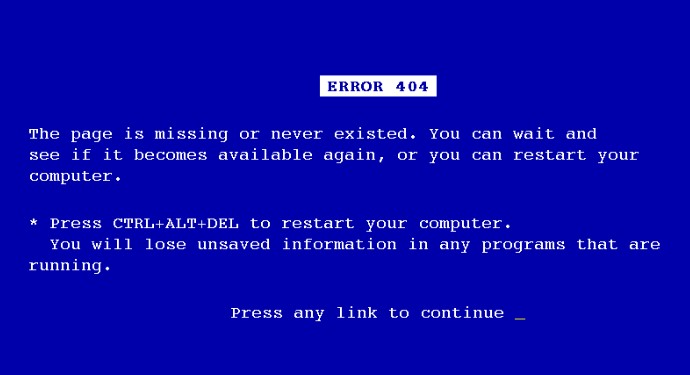 ERROR 404
The page is missing or never existed. You can wait and
see if it becomes available again, or you can restart your
computer.
* Press CTRL+ALT+DEL to restart your computer.
You will lose unsaved information in any programs that are
running.
Press any link to continue _